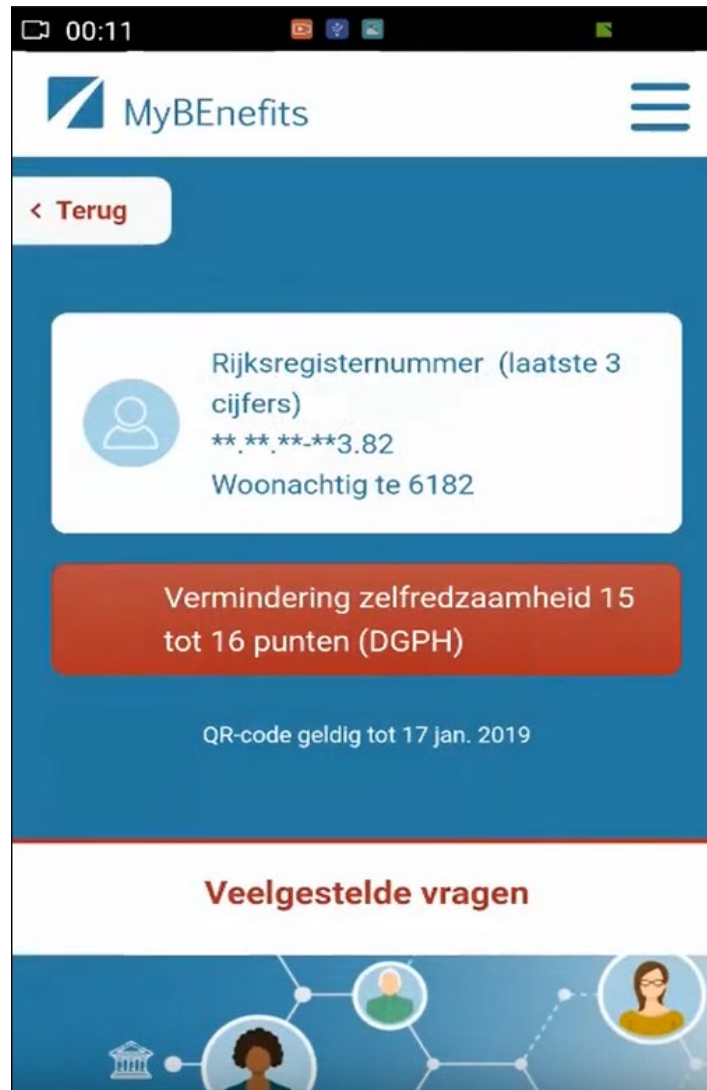 00:11
MyBEnefits
< Terug
Rijksregisternummer (laatste 3
cijfers)
**.**.**-**3.82
Woonachtig te 6182
Vermindering zelfredzaamheid 15
tot 16 punten (DGPH)
QR-code geldig tot 17 jan. 2019
Veelgestelde vragen